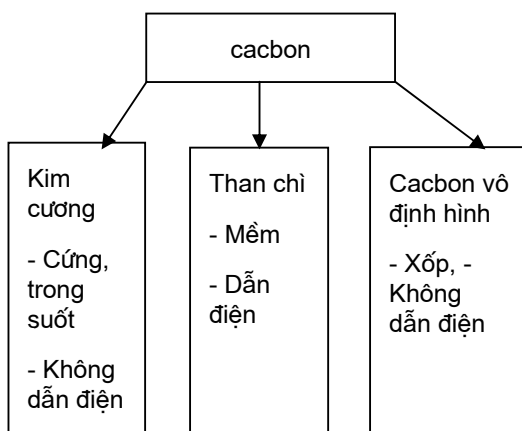 cacbon
Kim
cương
- Cứng,
trong
suốt
- Không
dẫn điện
Than chì
- Mềm
- Dẫn
điện
Cacbon vô
định hình
- Xốp, -
Không
dẫn điện